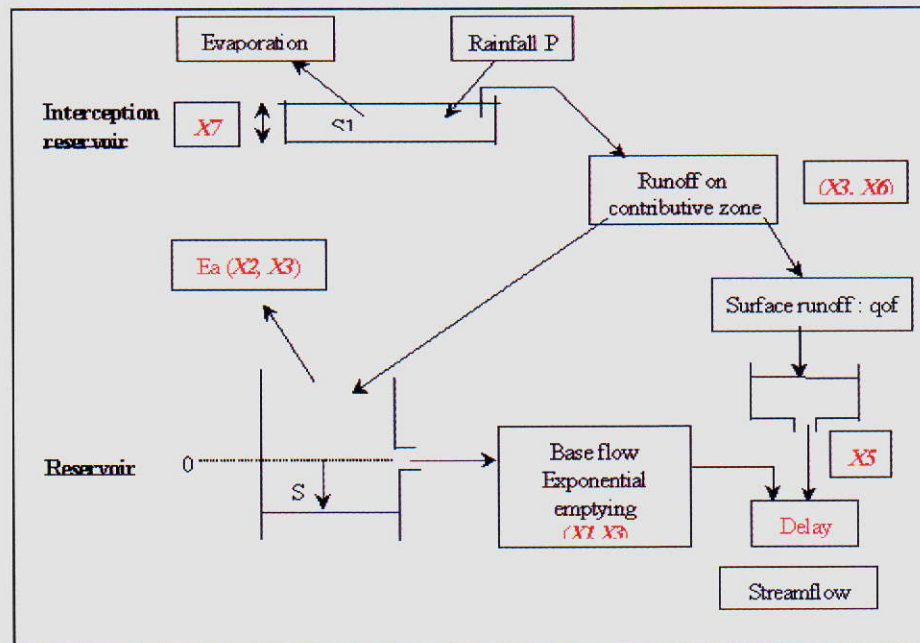 Evaporation
Rainfall P
Interception
reservoir
X7
S1
Runoff on
contributive zone
(X3, X6)
Ea (X2, X3)
Surface runoff : qof
Reservoir
0
S
Base flow
Exponential
emptying
(X1,X3)
X5
Delay
Streamflow